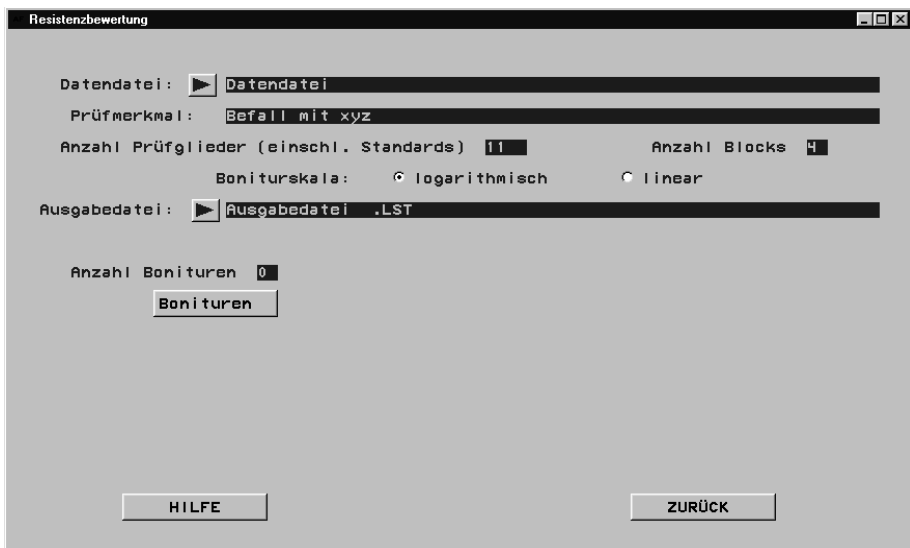 Resistenzbewertung
Datendatei: Datendatei
Prüfmerkmal: Befall mit xyz
Anzahl Prüfglieder (einschl. Standards) 11 Anzahl Blocks 4
Boniturskala: logarithmisch linear
Ausgabedatei: Ausgabedatei .LST
Anzahl Bonituren 0
Bonituren
HILFE ZURÜCK